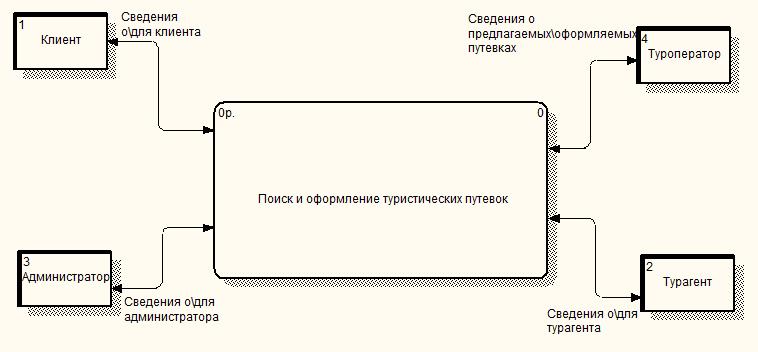 1
Клиент
Сведения
о\для клиента
Сведения о
предлагаемых\оформляемых
путевках
4
Туроператор
0р.
0
Поиск и оформление туристических путевок
3
Администратор
Сведения о\для
администратора
2
Турагент
Сведения о\для
турагента